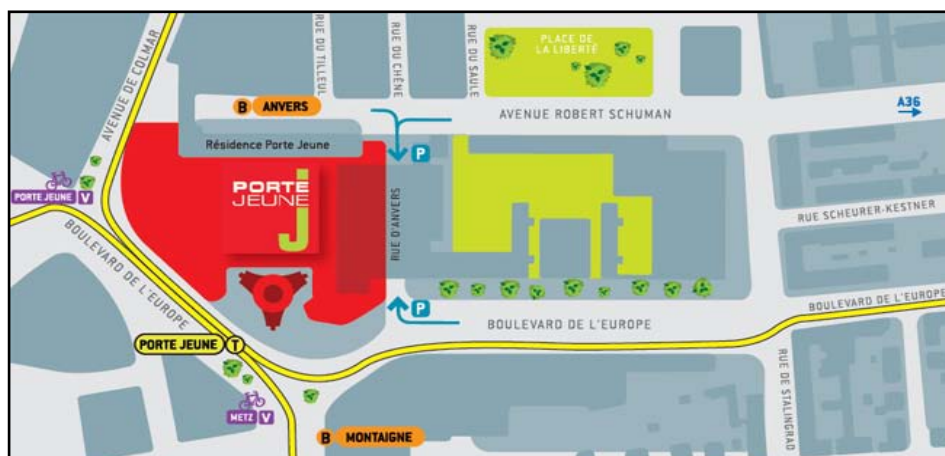 AVENUE DE COLMAR
RUE DU TILLEUL
RUE DU CHÊNE
RUE DU SAULE
PLACE DE
LA LIBERTÉ
B ANVERS
AVENUE ROBERT SCHUMAN
A36
Résidence Porte Jeune
P
PORTE JEUNE V
PORTE
JEUNE
j
RUE D'ANVERS
RUE SCHEURER-KESTNER
BOULEVARD DE L'EUROPE
P
BOULEVARD DE L'EUROPE
BOULEVARD DE L'EUROPE
PORTE JEUNE T
METZ V
B MONTAIGNE
RUE DE STALINGRAD